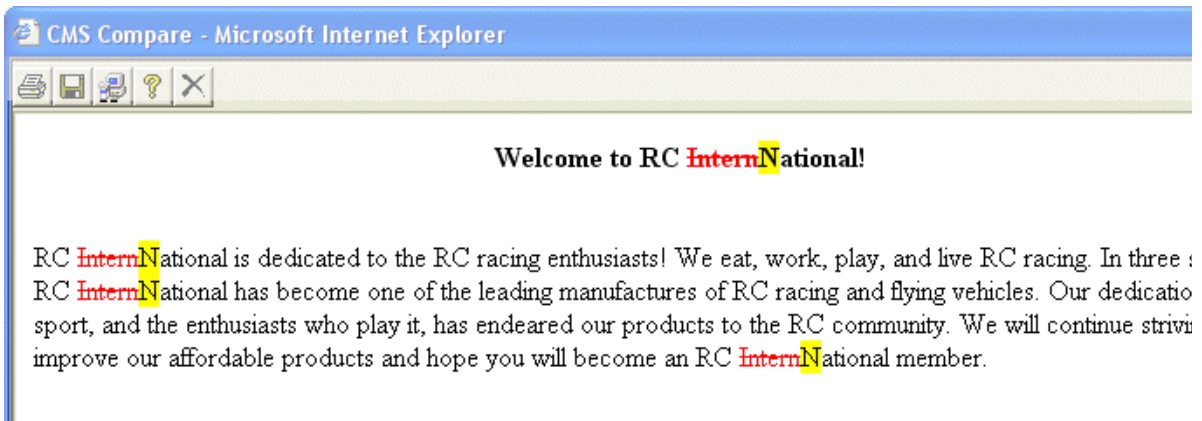 CMS Compare - Microsoft Internet Explorer
Welcome to RC InternNational!
RC InternNational is dedicated to the RC racing enthusiasts! We eat, work, play, and live RC racing. In three
RC InternNational has become one of the leading manufactures of RC racing and flying vehicles. Our
sport, and the enthusiasts who play it, has endeared our products to the RC community. We will continue
improve our affordable products and hope you will become an RC InternNational member.